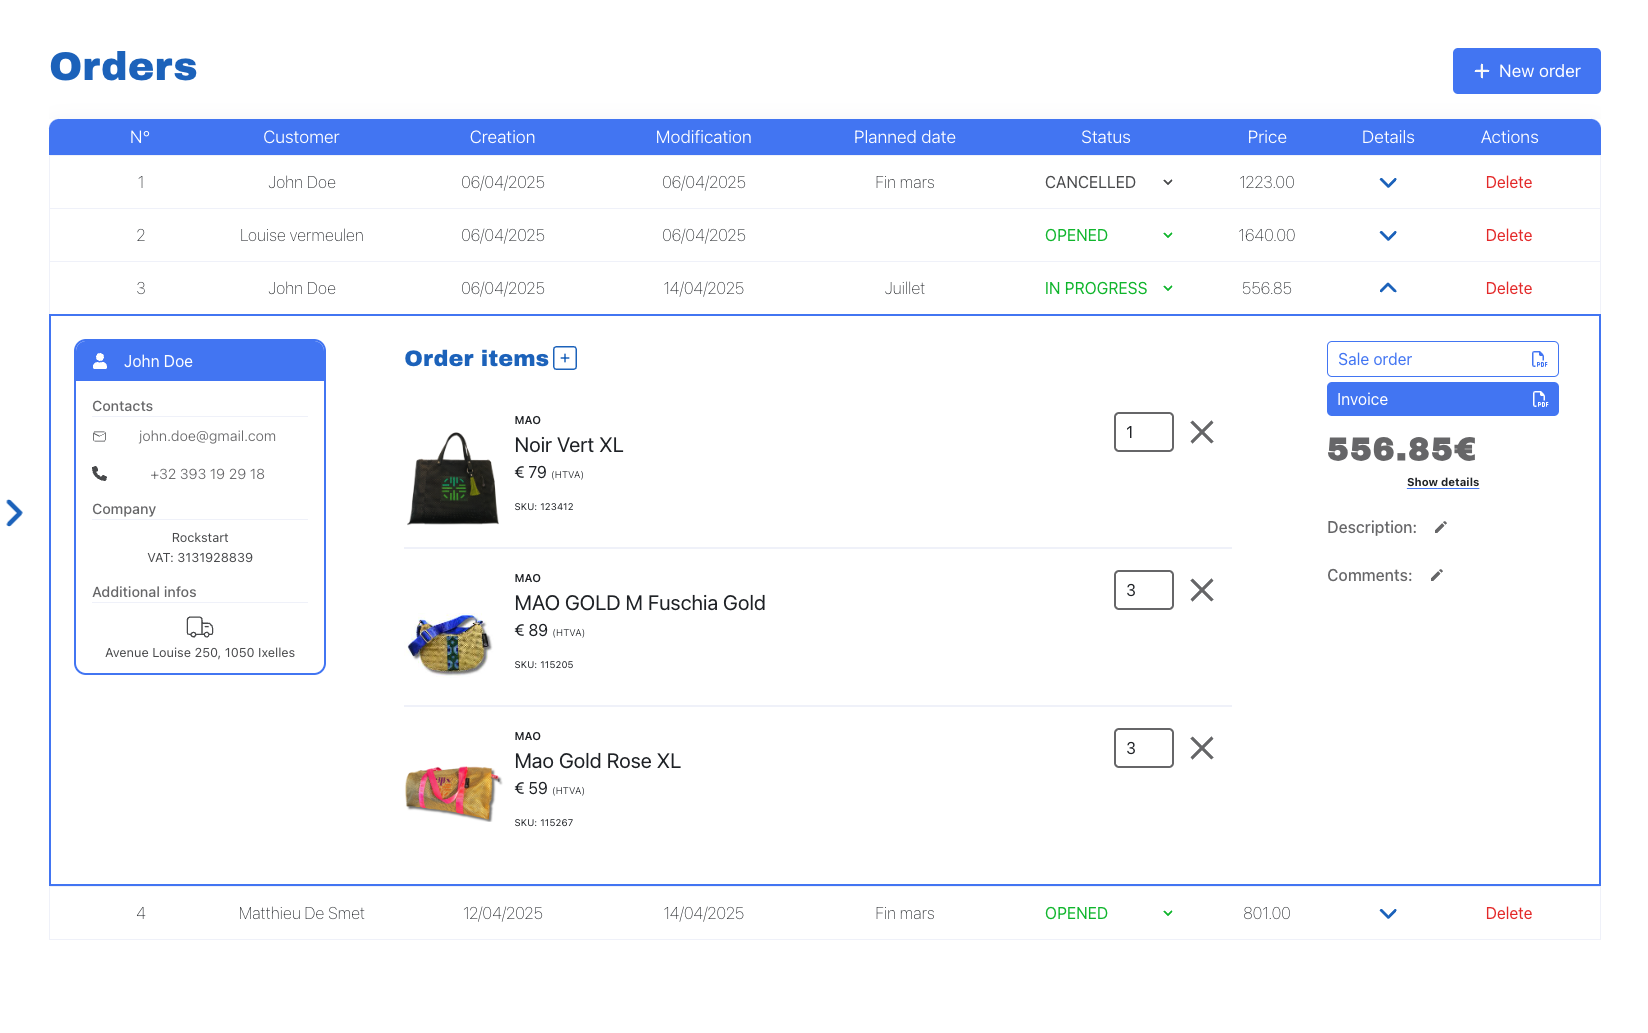 Orders
New order
N° Customer Creation Modification Planned date Status Price Details Actions
1 John Doe 06/04/2025 06/04/2025 Fin mars CANCELLED 1223.00 Delete
2 Louise vermeulen 06/04/2025 06/04/2025 OPENED 1640.00 Delete
3 John Doe 06/04/2025 14/04/2025 Juillet IN PROGRESS 556.85 Delete
John Doe
Contacts
john.doe@gmail.com
+32 393 19 29 18
Company
Rockstart
VAT: 3131928839
Additional infos
Avenue Louise 250, 1050 Ixelles
Order items
MAO
Noir Vert XL
€ 79 (HTVA)
SKU: 123412
1
MAO
MAO GOLD M Fuschia Gold
€ 89 (HTVA)
SKU: 115205
3
MAO
Mao Gold Rose XL
€ 59 (HTVA)
SKU: 115267
3
Sale order PDF
Invoice PDF
556.85€
Show details
Description:
Comments:
4 Matthieu De Smet 12/04/2025 14/04/2025 Fin mars OPENED 801.00 Delete